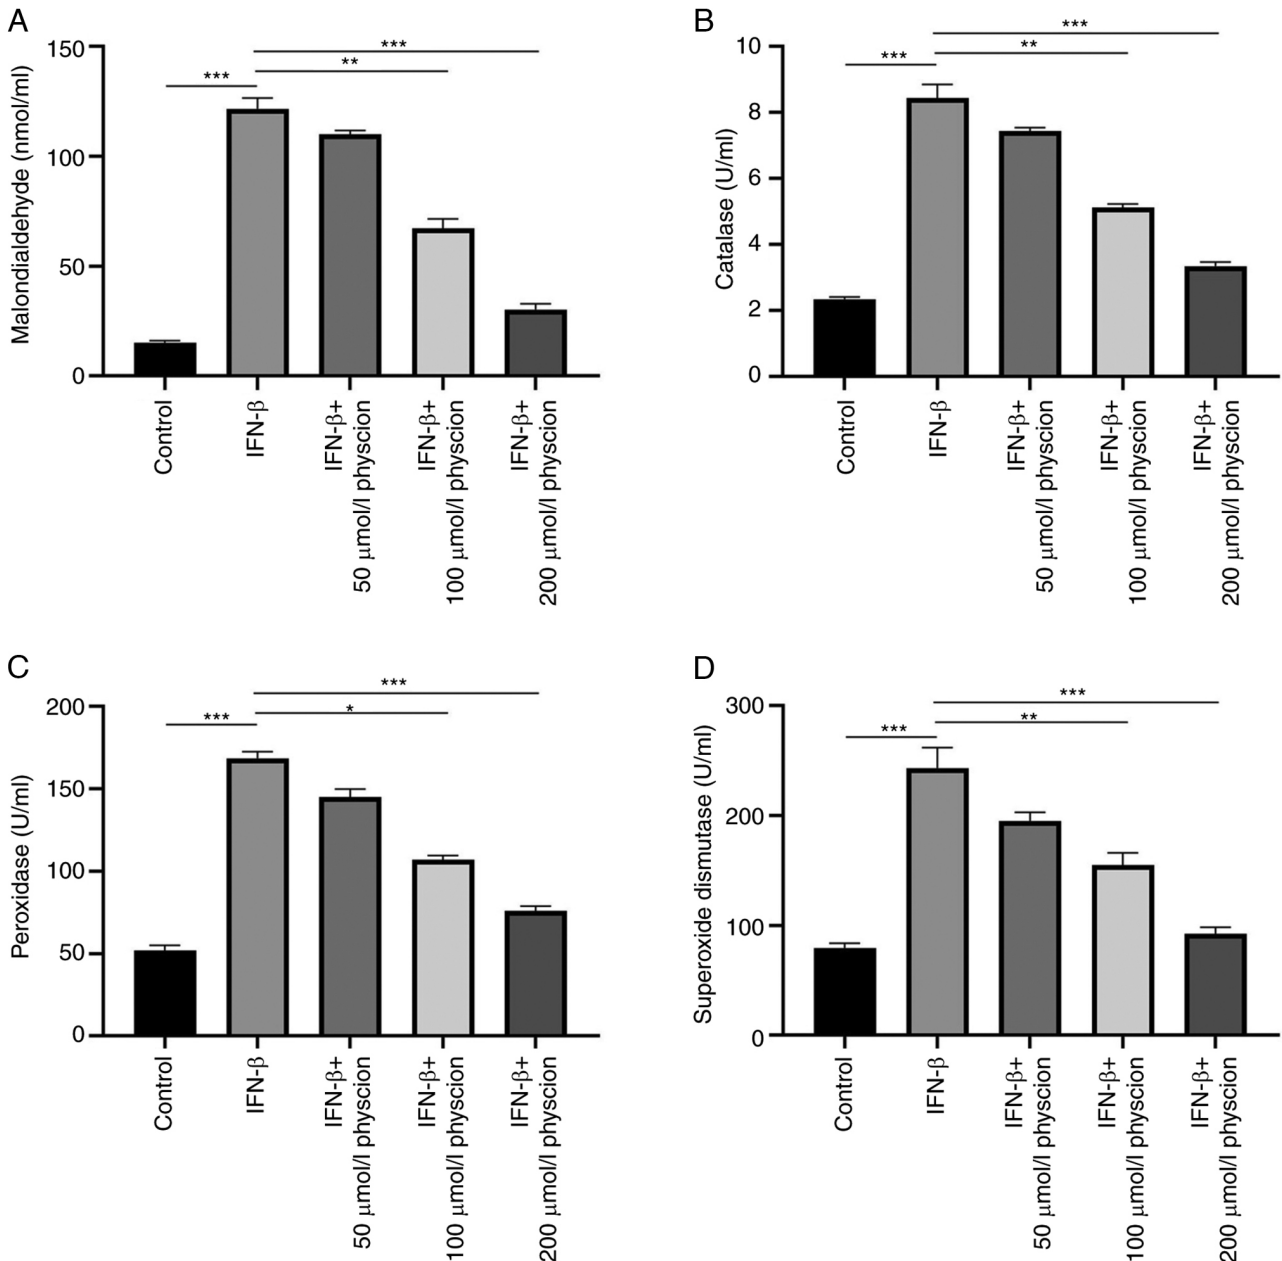 A
Malondialdehyde (nmol/ml)
150
100
50
0
***
**
***
Control
IFN-β
IFN-β+
50 μmol/l physcion
IFN-β+
100 μmol/l physcion
IFN-β+
200 μmol/l physcion
B
Catalase (U/ml)
10
8
6
4
2
0
***
**
***
Control
IFN-β
IFN-β+
50 μmol/l physcion
IFN-β+
100 μmol/l physcion
IFN-β+
200 μmol/l physcion
C
Peroxidase (U/ml)
200
150
100
50
0
***
*
***
Control
IFN-β
IFN-β+
50 μmol/l physcion
IFN-β+
100 μmol/l physcion
IFN-β+
200 μmol/l physcion
D
Superoxide dismutase (U/ml)
300
200
100
0
***
**
***
Control
IFN-β
IFN-β+
50 μmol/l physcion
IFN-β+
100 μmol/l physcion
IFN-β+
200 μmol/l physcion